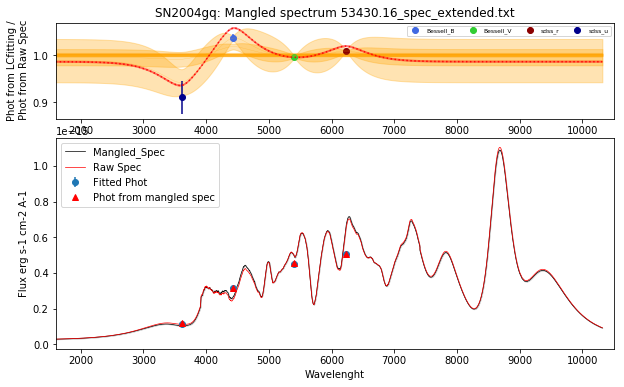 SN2004gq: Mangled spectrum 53430.16_spec_extended.txt
Phot from LCfitting /
Phot from Raw Spec
1.0
0.9
Bessell_B
Bessell_V
sdss_r
sdss_u
2000 3000 4000 5000 6000 7000 8000 9000 10000
Flux erg s-1 cm-2 A-1
1.0
0.8
0.6
0.4
0.2
0.0
Mangled_Spec
Raw Spec
Fitted Phot
Phot from mangled spec
2000 3000 4000 5000 6000 7000 8000 9000 10000
Wavelenght